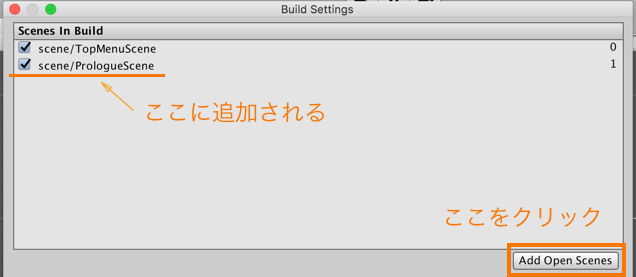 Build Settings
Scenes In Build
scene/TopMenuScene 0
scene/PrologueScene 1
ここに追加される
ここをクリック
Add Open Scenes